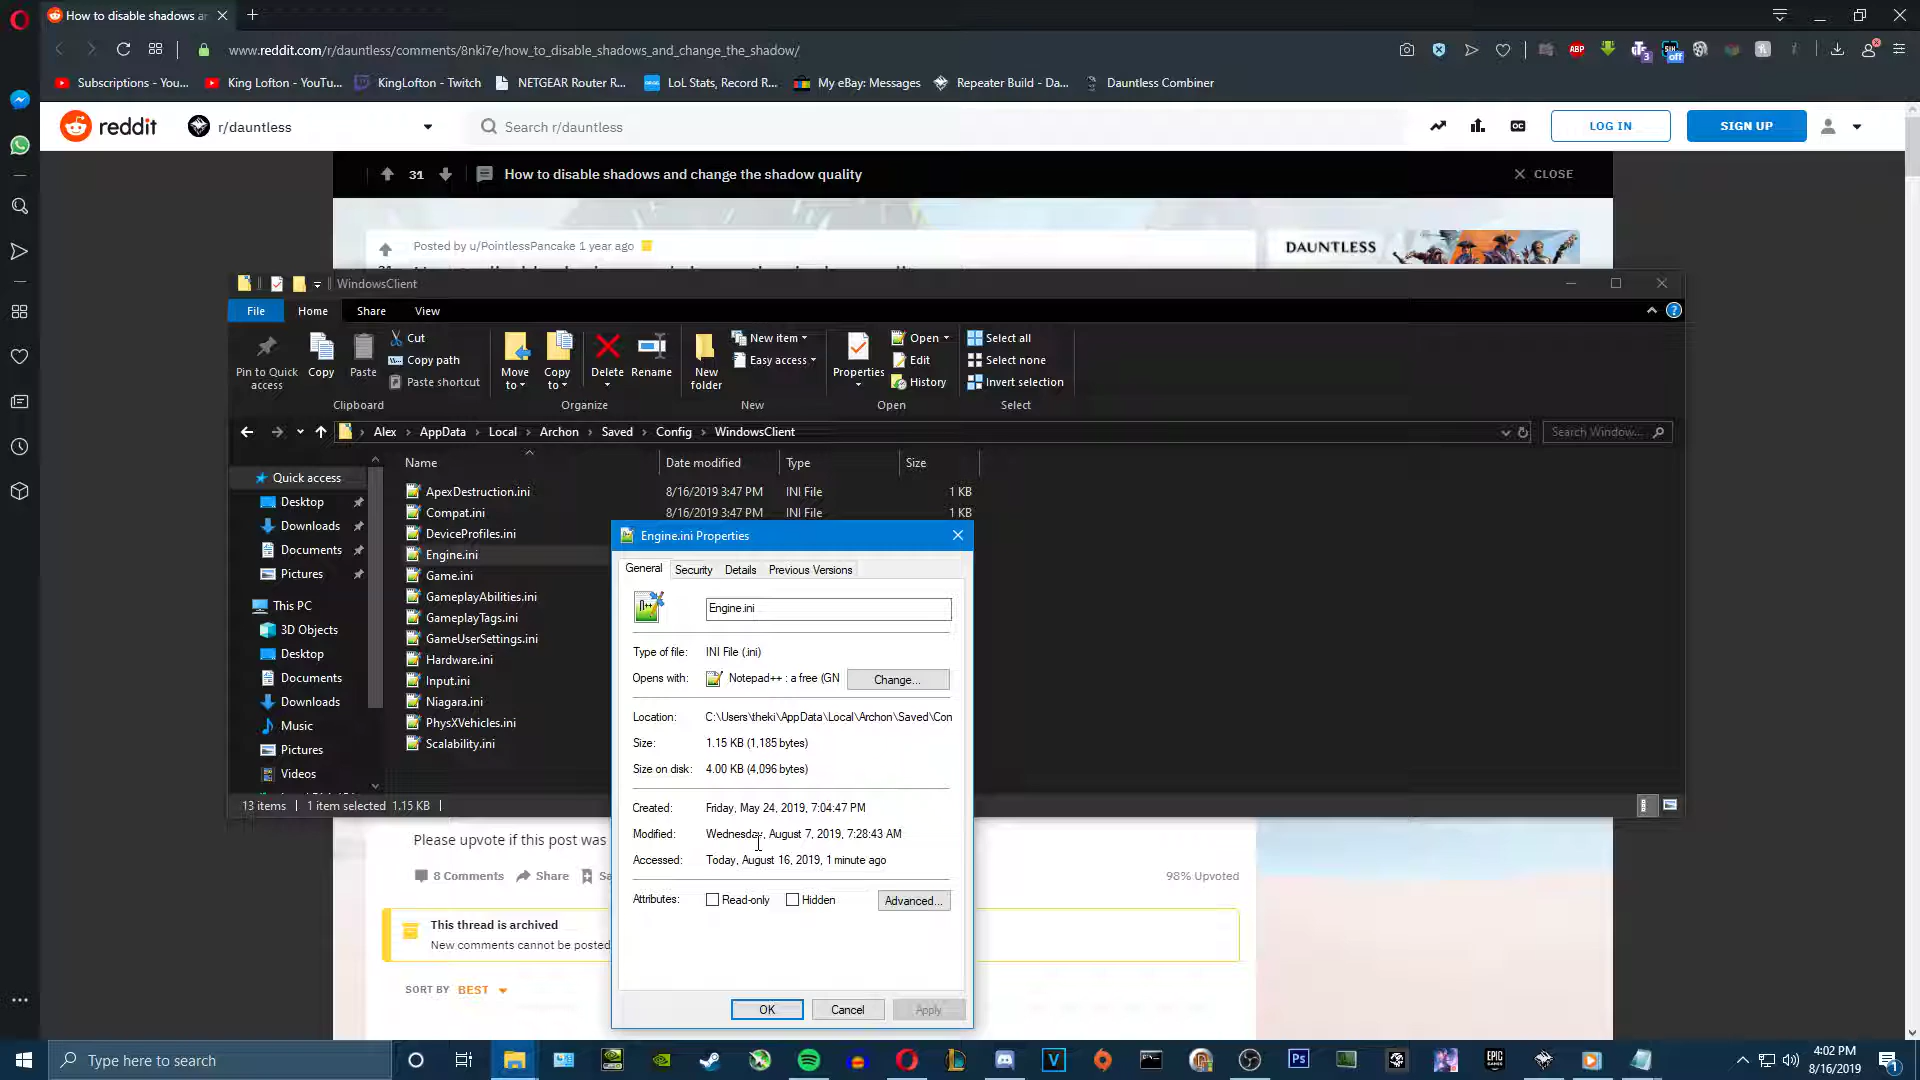 How to disable shadows ar
www.reddit.com/r/dauntless/comments/8nki7e/how_to_disable_shadows_and_change_the_shadow/
ABP
3
off
Subscriptions - You...
King Lofton - YouTu...
KingLofton - Twitch
NETGEAR Router R...
LoL Stats, Record R...
My eBay: Messages
Repeater Build - Da...
Dauntless Combiner
reddit
r/dauntless
Search r/dauntless
OC
LOG IN
SIGN UP
31
How to disable shadows and change the shadow quality
CLOSE
Posted by u/PointlessPancake 1 year ago
DAUNTLESS
WindowsClient
File
Home
Share
View
Pin to Quick access
Copy
Paste
Cut
Copy path
Paste shortcut
Clipboard
Move to
Copy to
Delete
Rename
Organize
New folder
New item
Easy access
New
Properties
Open
Edit
History
Open
Select all
Select none
Invert selection
Select
Alex
AppData
Local
Archon
Saved
Config
WindowsClient
Search Window...
Name
Date modified
Type
Size
Quick access
Desktop
Downloads
Documents
Pictures
This PC
3D Objects
Desktop
Documents
Downloads
Music
Pictures
Videos
ApexDestruction.ini 8/16/2019 3:47 PM INI File 1 KB
Compat.ini 8/16/2019 3:47 PM INI File 1 KB
DeviceProfiles.ini
Engine.ini
Game.ini
GameplayAbilities.ini
GameplayTags.ini
GameUserSettings.ini
Hardware.ini
Input.ini
Niagara.ini
PhysXVehicles.ini
Scalability.ini
13 items
1 item selected 1.15 KB
Engine.ini Properties
General
Security
Details
Previous Versions
Engine.ini
Type of file: INI File (.ini)
Opens with: Notepad++ : a free (GN
Change...
Location: C:\Users\theki\AppData\Local\Archon\Saved\Con
Size: 1.15 KB (1,185 bytes)
Size on disk: 4.00 KB (4,096 bytes)
Created: Friday, May 24, 2019, 7:04:47 PM
Modified: Wednesday, August 7, 2019, 7:28:43 AM
Accessed: Today, August 16, 2019, 1 minute ago
Attributes:
Read-only
Hidden
Advanced...
OK
Cancel
Apply
Please upvote if this post was
8 Comments
Share
Sa
98% Upvoted
This thread is archived
New comments cannot be posted
SORT BY BEST
Type here to search
4:02 PM
8/16/2019
1